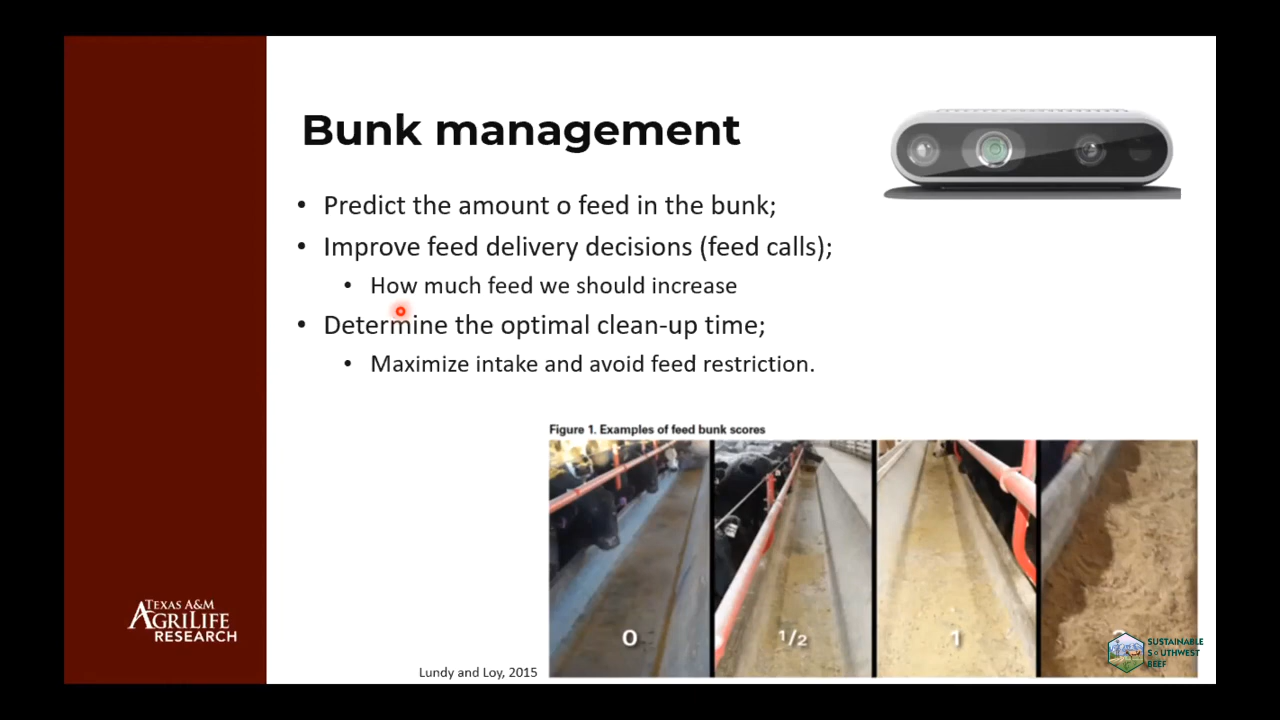 Bunk management
Predict the amount o feed in the bunk;
Improve feed delivery decisions (feed calls);
How much feed we should increase
Determine the optimal clean-up time;
Maximize intake and avoid feed restriction.
Figure 1. Examples of feed bunk scores
0
1/2
1
Lundy and Loy, 2015
TEXAS A&M
AGRILIFE
RESEARCH
SUSTAINABLE
SOUTHWEST
BEEF